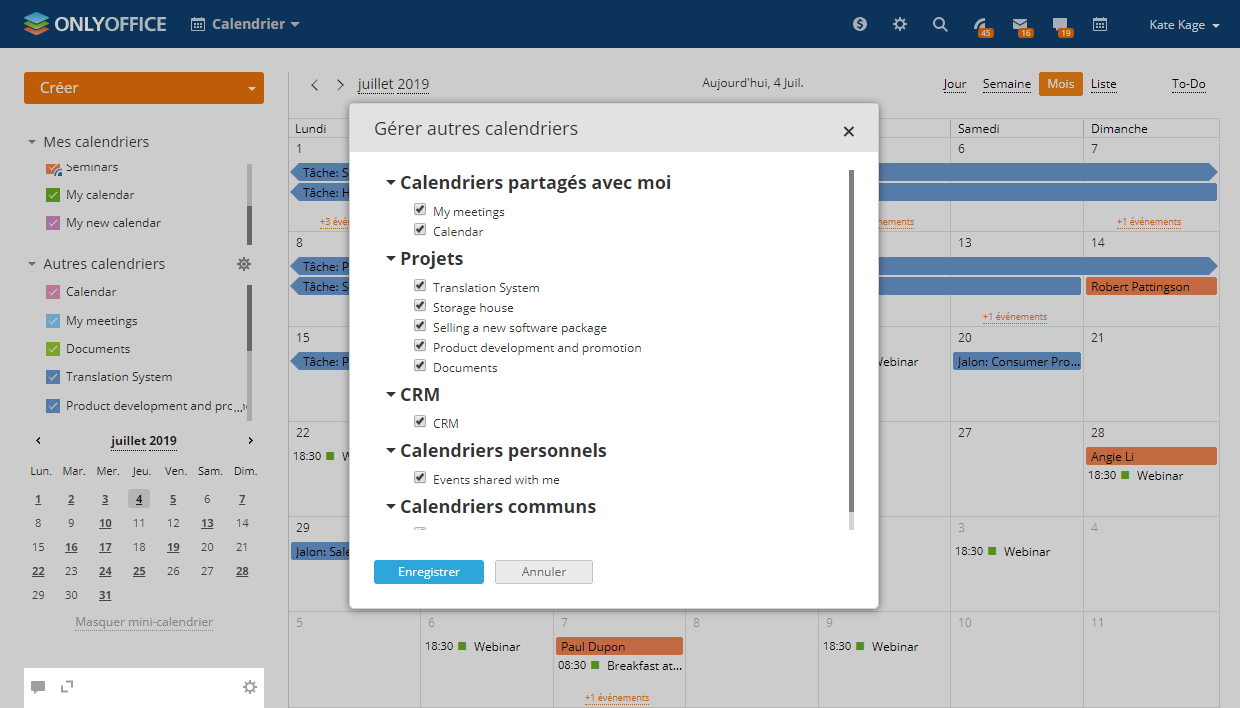 ONLYOFFICE Calendrier 45 16 19 Kate Kage
Créer
juillet 2019 Aujourd'hui, 4 Juil. Jour Semaine Mois Liste To-Do
Mes calendriers
Seminars
My calendar
My new calendar
Autres calendriers
Calendar
My meetings
Documents
Translation System
Product development and prc...
juillet 2019
Lun. Mar. Mer. Jeu. Ven. Sam. Dim.
1 2 3 4 5 6 7
8 9 10 11 12 13 14
15 16 17 18 19 20 21
22 23 24 25 26 27 28
29 30 31
Masquer mini-calendrier
Gérer autres calendriers
Calendriers partagés avec moi
My meetings
Calendar
Projets
Translation System
Storage house
Selling a new software package
Product development and promotion
Documents
CRM
CRM
Calendriers personnels
Events shared with me
Calendriers communs
Enregistrer Annuler
Lundi Samedi Dimanche
1 6 7
Tâche: S
Tâche: H
+3 évé nements +1 événements
8 13 14
Tâche: P
Tâche: S Robert Pattingson
+1 événements
15 20 21
Tâche: P Webinar Jalon: Consumer Pro...
22 27 28
Angie Li
18:30 W 18:30 Webinar
29 3 4
Jalon: Sale 18:30 Webinar
5 6 7 8 9 10 11
18:30 Webinar Paul Dupon 18:30 Webinar
08:30 Breakfast at...
+1 événements